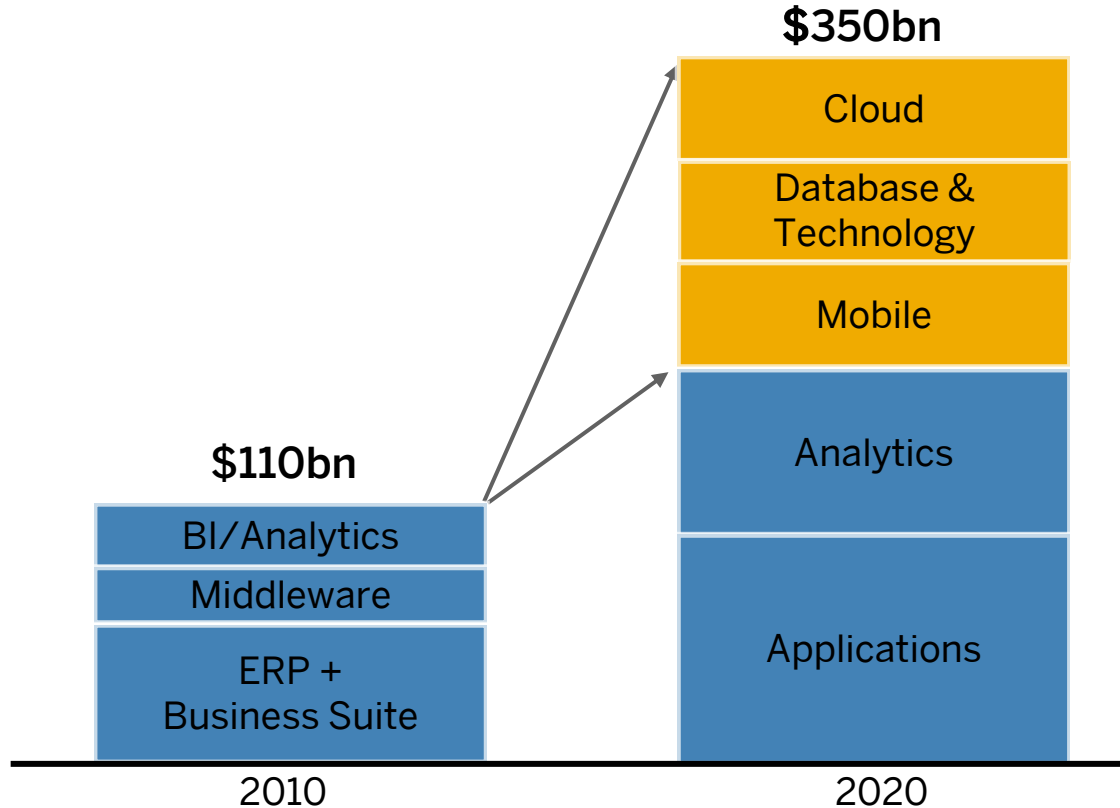 $350bn
Cloud
Database &
Technology
Mobile
Analytics
Applications
$110bn
BI/Analytics
Middleware
ERP +
Business Suite
2010
2020